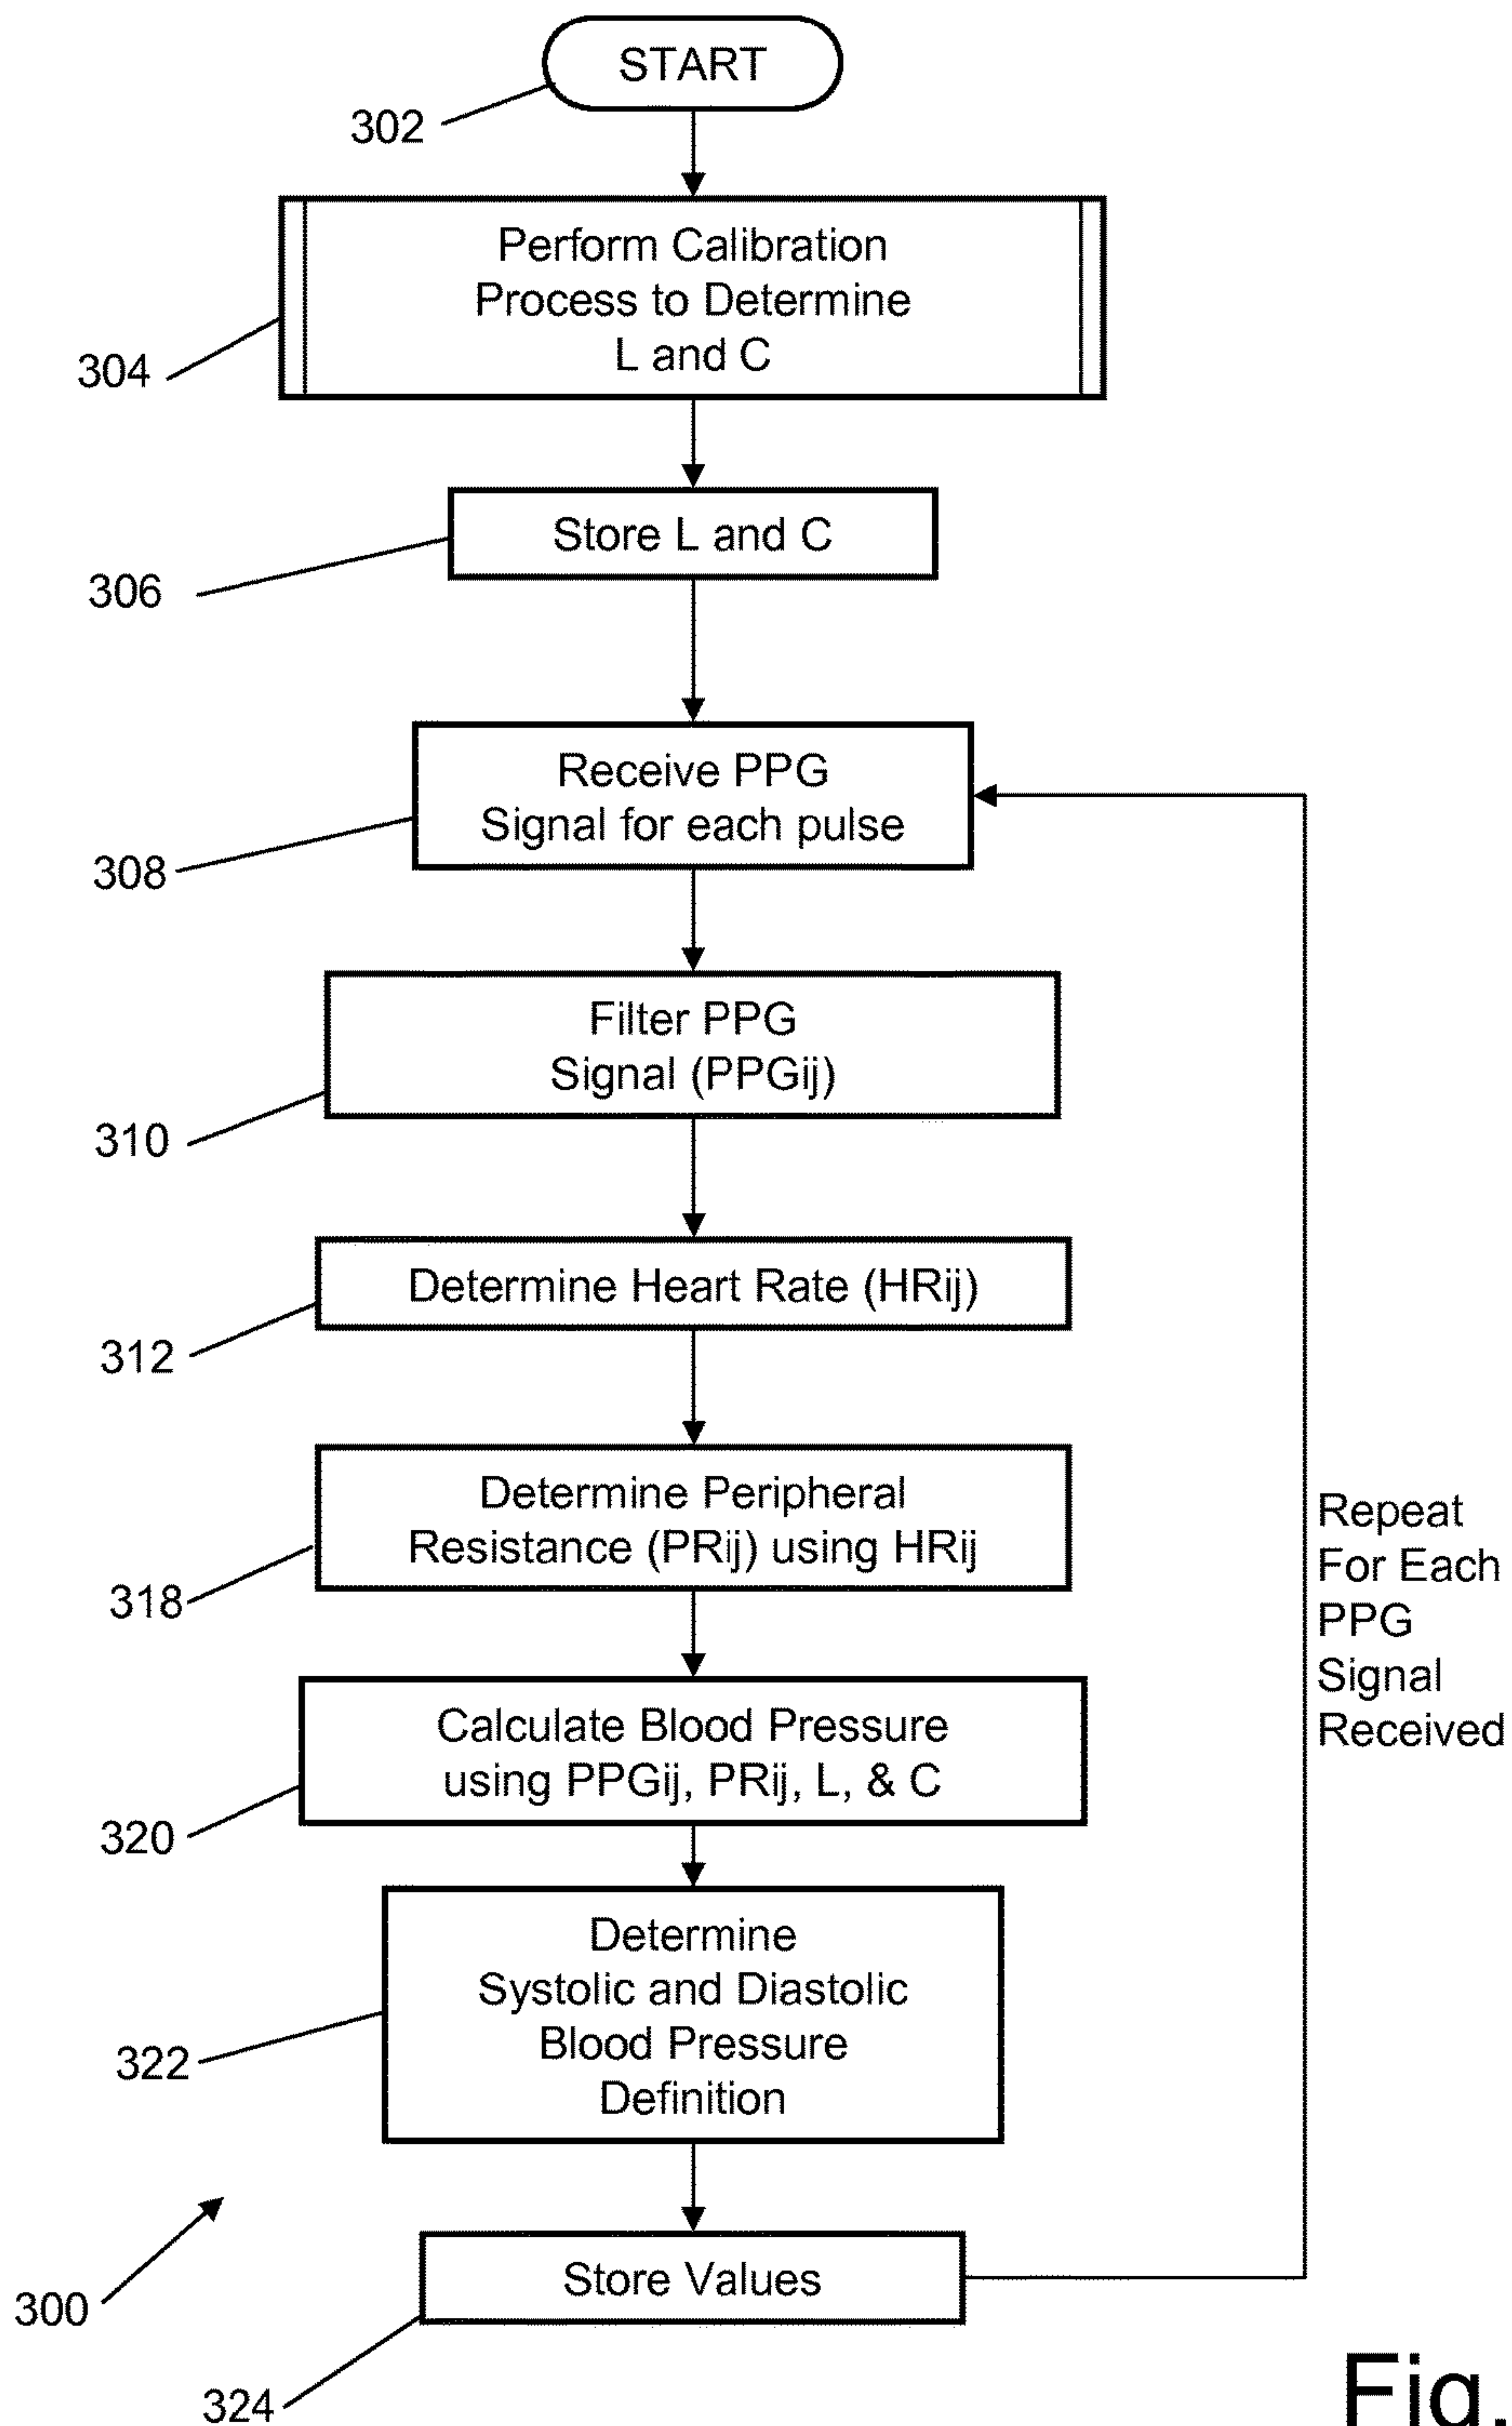 START
302
Perform Calibration
Process to Determine
L and C
304
Store L and C
306
Receive PPG
Signal for each pulse
308
Filter PPG
Signal (PPGij)
310
Determine Heart Rate (HRij)
312
Determine Peripheral
Resistance (PRij) using HRij
318
Repeat
For Each
PPG
Signal
Received
Calculate Blood Pressure
using PPGij, PRij, L, & C
320
Determine
Systolic and Diastolic
Blood Pressure
Definition
322
Store Values
300
324
Fig.